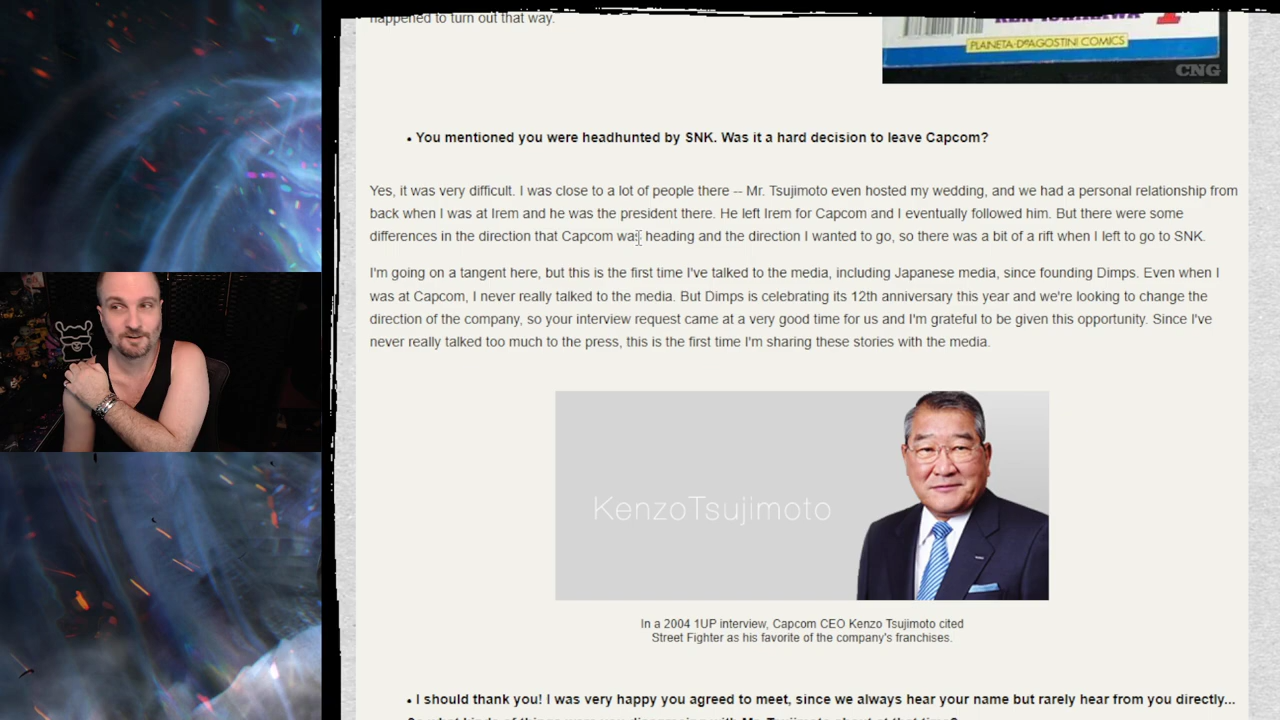 happened to turn out that way.
PLANETA-DeAGOSTINI COMICS
CNG
• You mentioned you were headhunted by SNK. Was it a hard decision to leave Capcom?
Yes, it was very difficult. I was close to a lot of people there -- Mr. Tsujimoto even hosted my wedding, and we had a personal relationship from
back when I was at Irem and he was the president there. He left Irem for Capcom and I eventually followed him. But there were some
differences in the direction that Capcom was heading and the direction I wanted to go, so there was a bit of a rift when I left to go to SNK.
I'm going on a tangent here, but this is the first time I've talked to the media, including Japanese media, since founding Dimps. Even when I
was at Capcom, I never really talked to the media. But Dimps is celebrating its 12th anniversary this year and we're looking to change the
direction of the company, so your interview request came at a very good time for us and I'm grateful to be given this opportunity. Since I've
never really talked too much to the press, this is the first time I'm sharing these stories with the media.
KenzoTsujimoto
In a 2004 1UP interview, Capcom CEO Kenzo Tsujimoto cited
Street Fighter as his favorite of the company's franchises.
• I should thank you! I was very happy you agreed to meet, since we always hear your name but rarely hear from you directly...